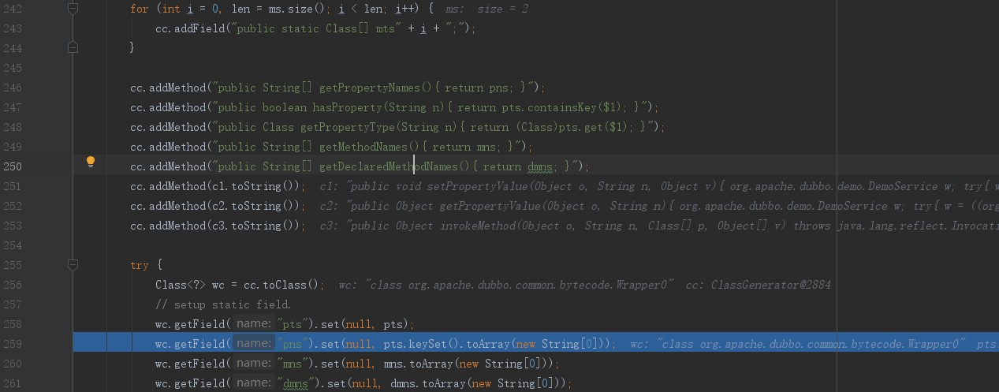 242 for (int i = 0, len = ms.size(); i < len; i++) { ms: size = 2
243 cc.addField("public static Class[] mts" + i + ";");
244 }
245
246 cc.addMethod("public String[] getPropertyNames(){ return pns; }");
247 cc.addMethod("public boolean hasProperty(String n){ return pts.containsKey($1); }");
248 cc.addMethod("public Class getPropertyType(String n){ return (Class)pts.get($1); }");
249 cc.addMethod("public String[] getMethodNames(){ return mns; }");
250 cc.addMethod("public String[] getDeclaredMethodNames(){ return dmns; }");
251 cc.addMethod(c1.toString()); c1: "public void setPropertyValue(Object o, String n, Object v){ org.apache.dubbo.demo.DemoService w; try{ w
252 cc.addMethod(c2.toString()); c2: "public Object getPropertyValue(Object o, String n){ org.apache.dubbo.demo.DemoService w; try{ w = ((org
253 cc.addMethod(c3.toString()); c3: "public Object invokeMethod(Object o, String n, Class[] p, Object[] v) throws java.lang.reflect.Invocati
254
255 try {
256 Class<?> wc = cc.toClass(); wc: "class org.apache.dubbo.common.bytecode.Wrapper0" cc: ClassGenerator@2884
257 // setup static field.
258 wc.getField( name: "pts").set(null, pts);
259 wc.getField( name: "pns").set(null, pts.keySet().toArray(new String[0])); wc: "class org.apache.dubbo.common.bytecode.Wrapper0" pts:
260 wc.getField( name: "mns").set(null, mns.toArray(new String[0]));
261 wc.getField( name: "dmns").set(null, dmns.toArray(new String[0]));